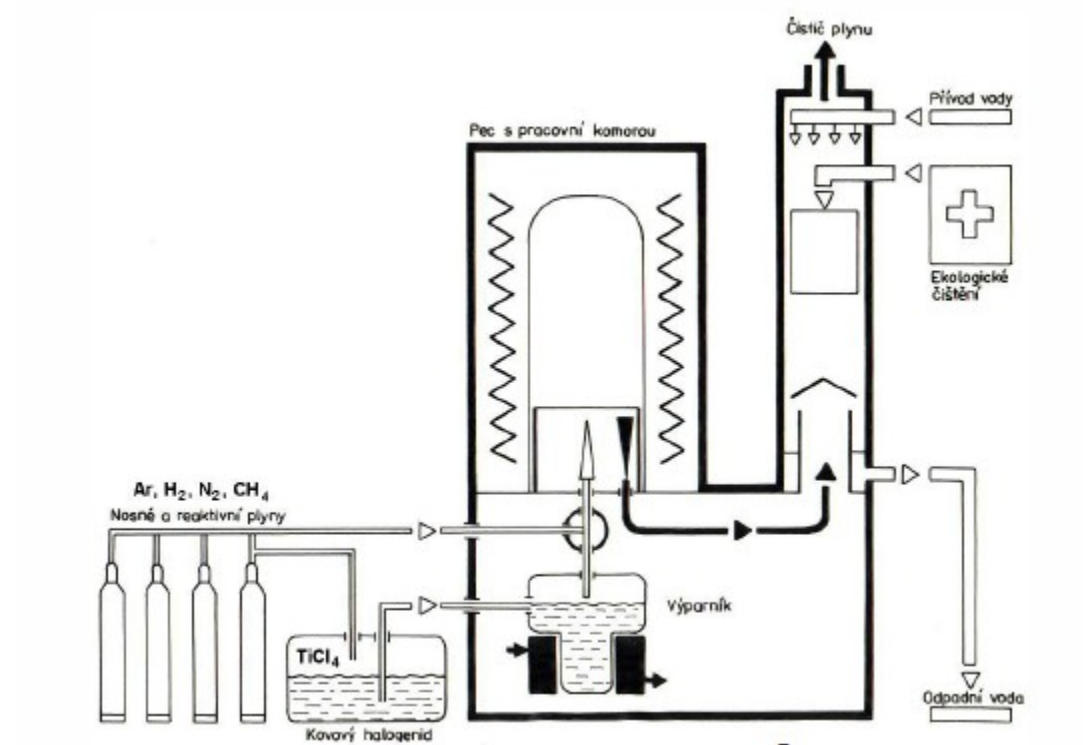 Čistič plynu
Přívod vody
Pec s pracovní komorou
Ekologické
čištění
Ar, H₂, N₂, CH₄
Nosné a reaktivní plyny
Výparník
TiCl₄
Odpadní voda
Kovový halogenid